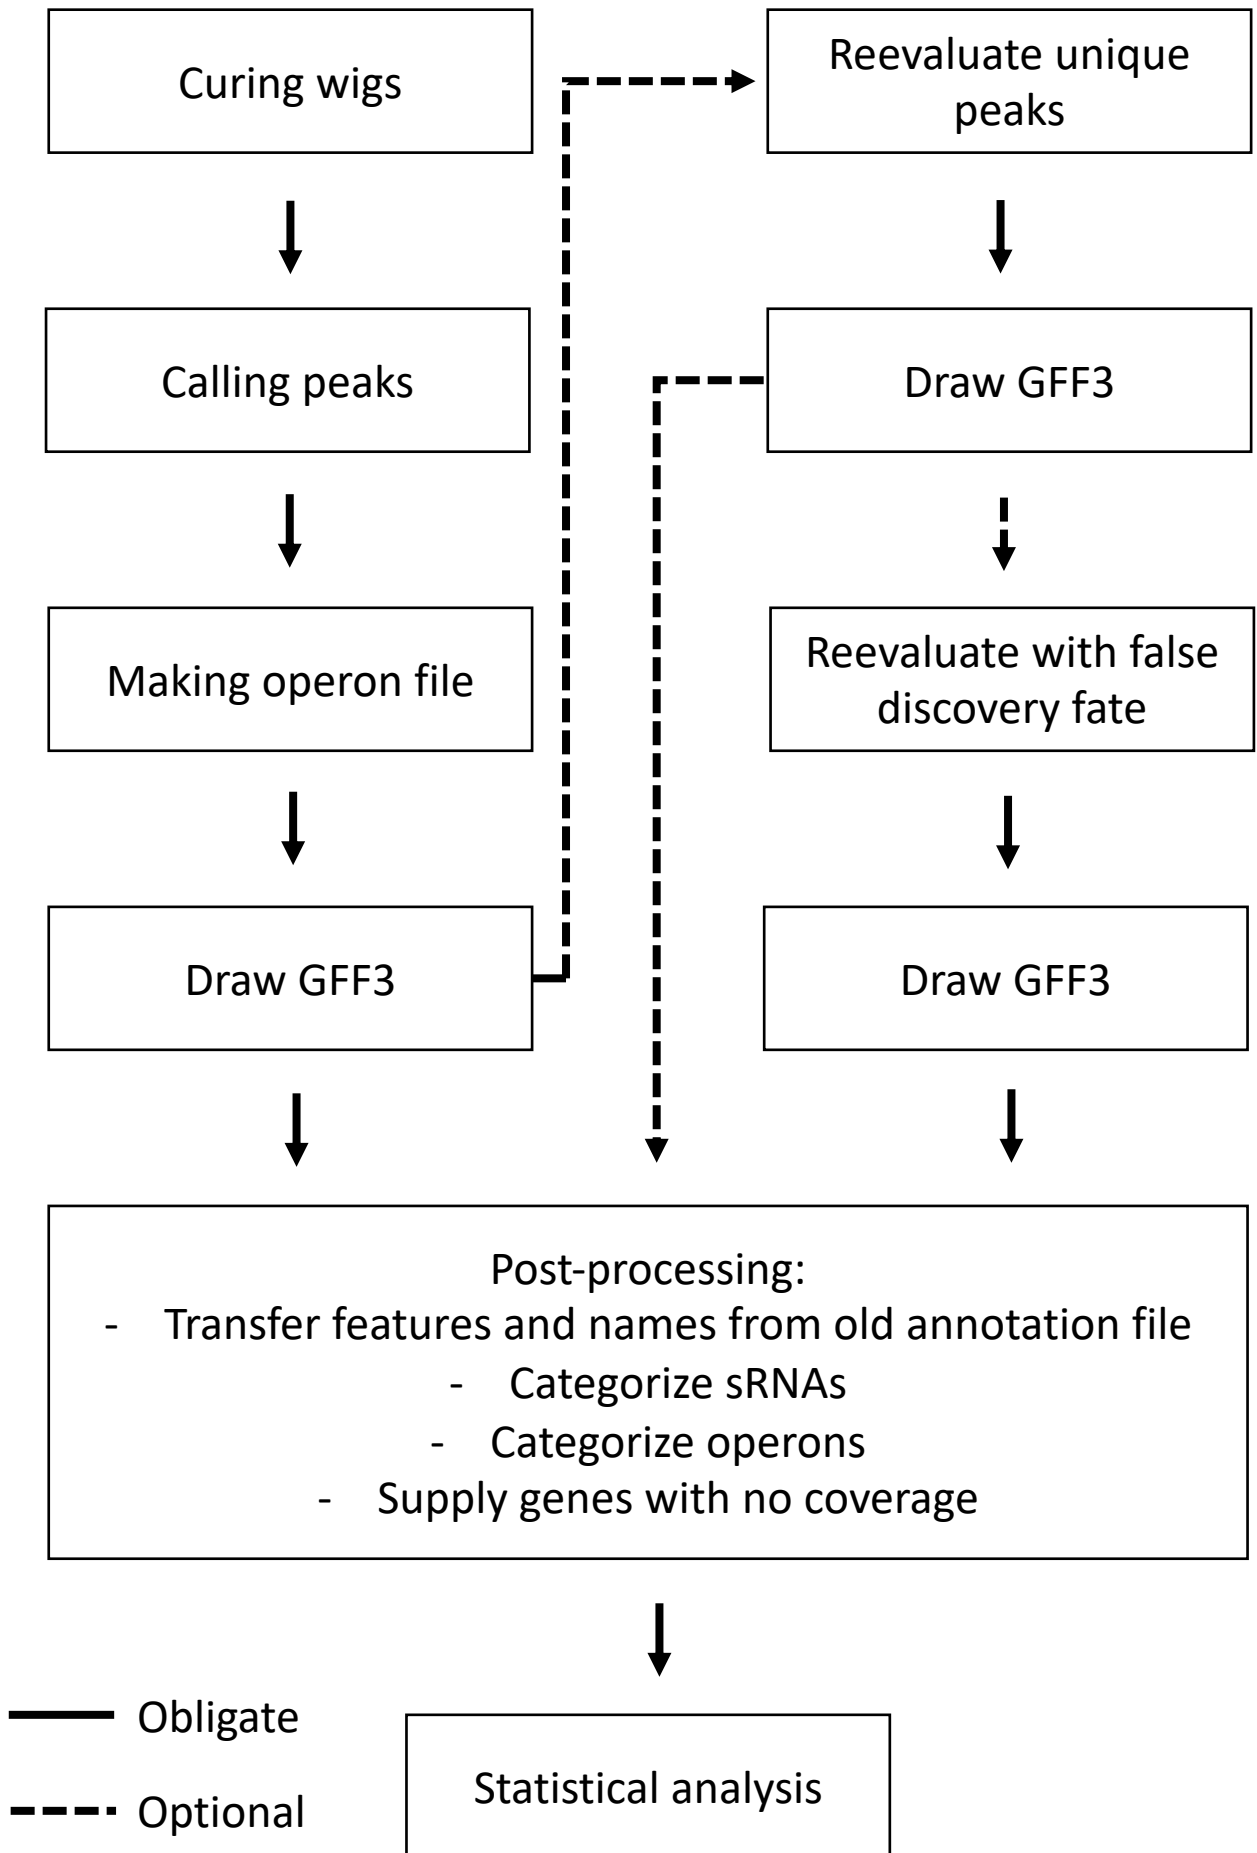 Curing wigs
Calling peaks
Making operon file
Draw GFF3
Reevaluate unique
peaks
Draw GFF3
Reevaluate with false
discovery fate
Draw GFF3
Post-processing:
- Transfer features and names from old annotation file
- Categorize sRNAs
- Categorize operons
- Supply genes with no coverage
Statistical analysis
Obligate
Optional